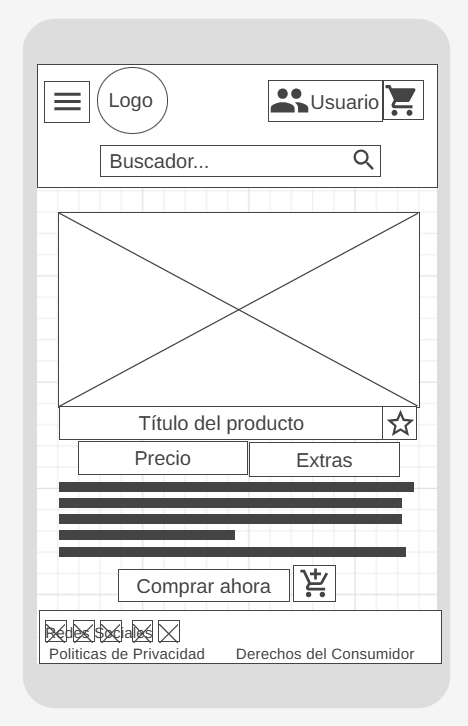 Logo
Usuario
Buscador...
Título del producto
Precio
Extras
Comprar ahora
Redes Sociales
Politicas de Privacidad
Derechos del Consumidor